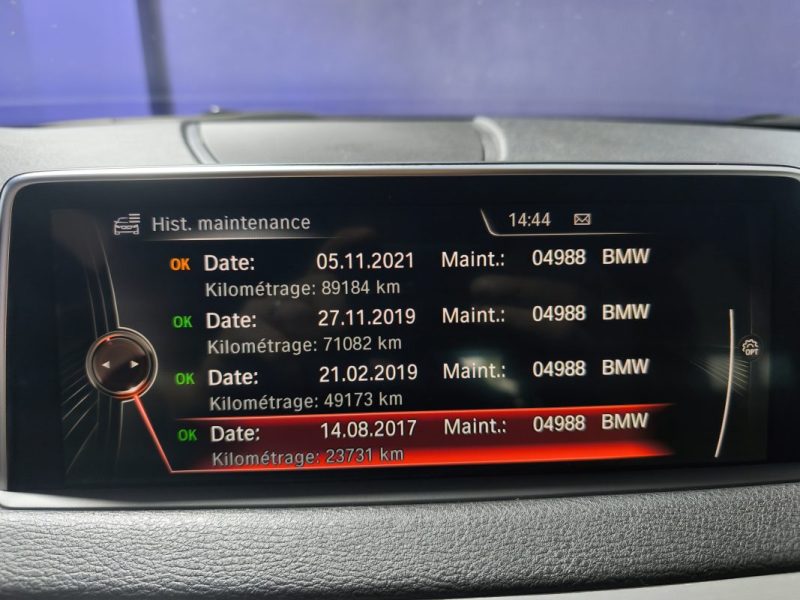 Hist. maintenance 14:44
OK Date: 05.11.2021 Maint.: 04988 BMW
Kilométrage: 89184 km
OK Date: 27.11.2019 Maint.: 04988 BMW
Kilométrage: 71082 km
OK Date: 21.02.2019 Maint.: 04988 BMW
Kilométrage: 49173 km
OK Date: 14.08.2017 Maint.: 04988 BMW
Kilométrage: 23731 km
OPT